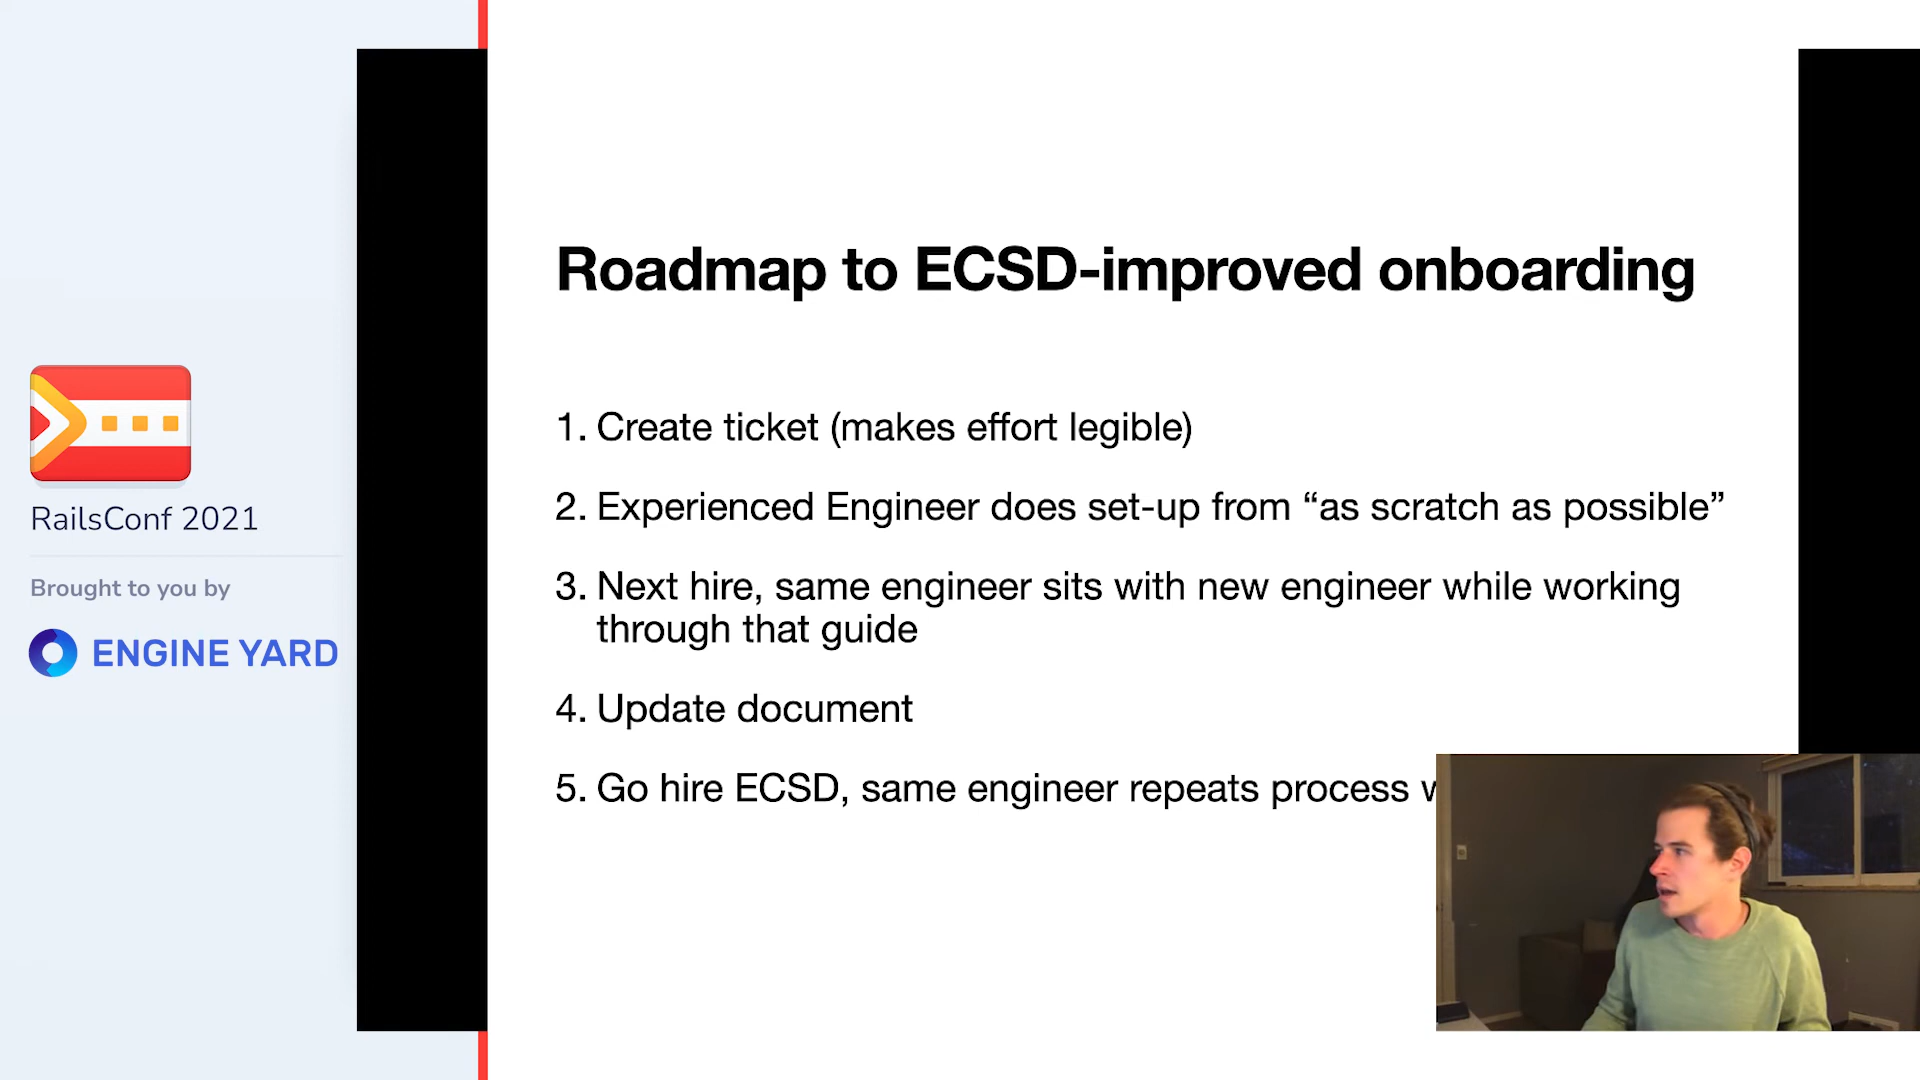 Roadmap to ECSD-improved onboarding
1. Create ticket (makes effort legible)
2. Experienced Engineer does set-up from “as scratch as possible”
3. Next hire, same engineer sits with new engineer while working
through that guide
4. Update document
5. Go hire ECSD, same engineer repeats process
RailsConf 2021
Brought to you by
ENGINE YARD